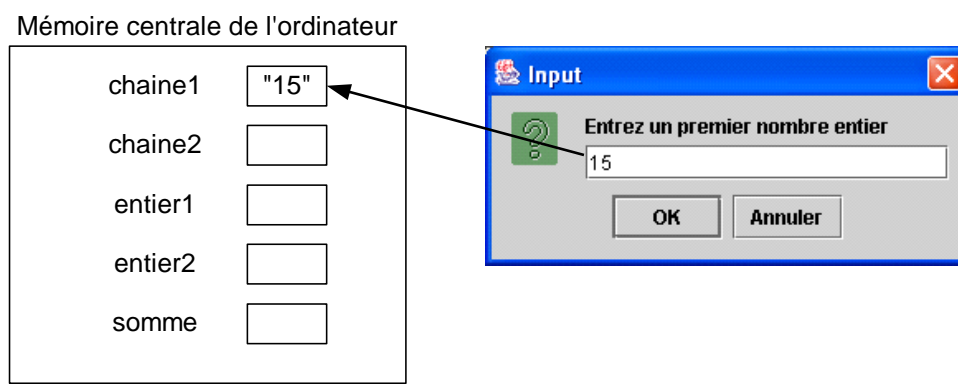 Mémoire centrale de l'ordinateur
chaine1 "15"
chaine2
entier1
entier2
somme
Input
Entrez un premier nombre entier
15
OK Annuler